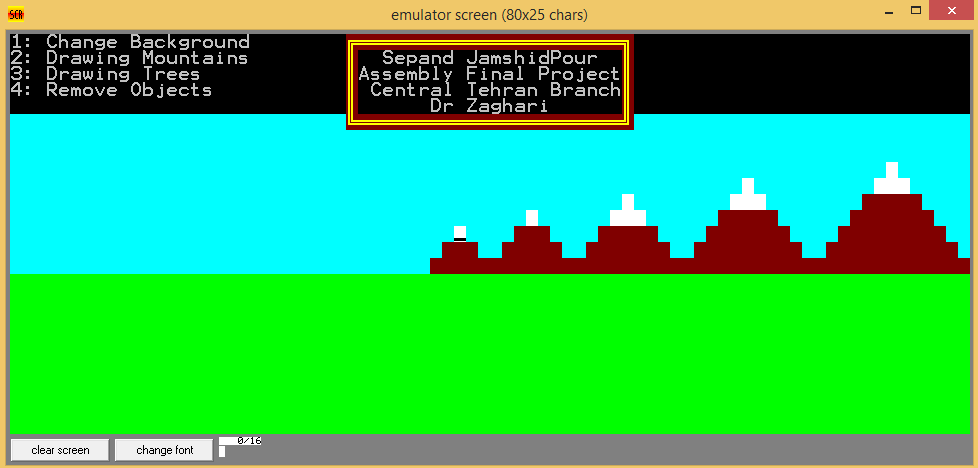 SCR
emulator screen (80x25 chars)
1: Change Background
2: Drawing Mountains
3: Drawing Trees
4: Remove Objects
Sepand JamshidPour
Assembly Final Project
Central Tehran Branch
Dr Zaghari
clear screen
change font
0/16